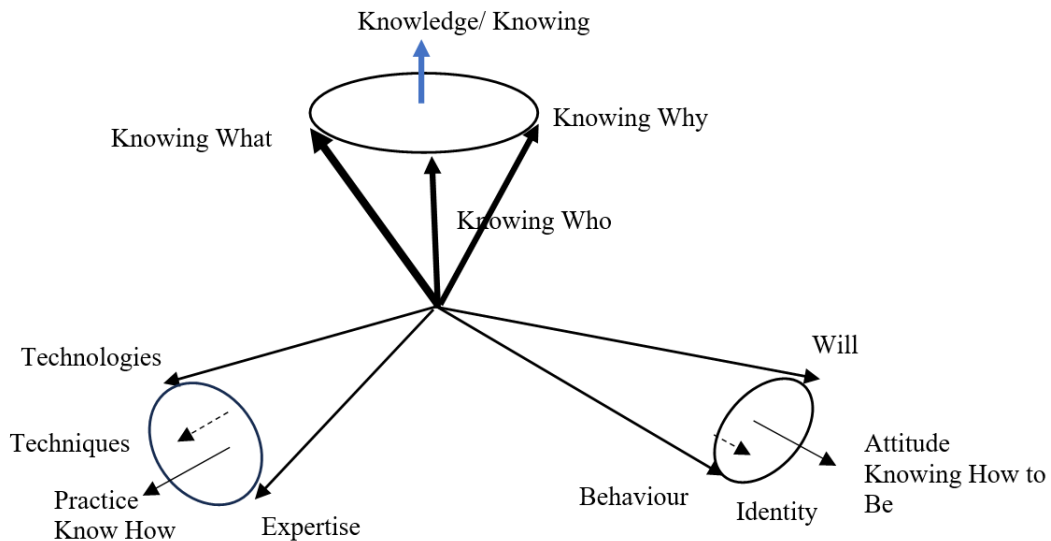 Knowledge/ Knowing
Knowing What
Knowing Why
Knowing Who
Technologies
Techniques
Practice
Know How
Expertise
Will
Attitude
Knowing How to
Be
Behaviour
Identity